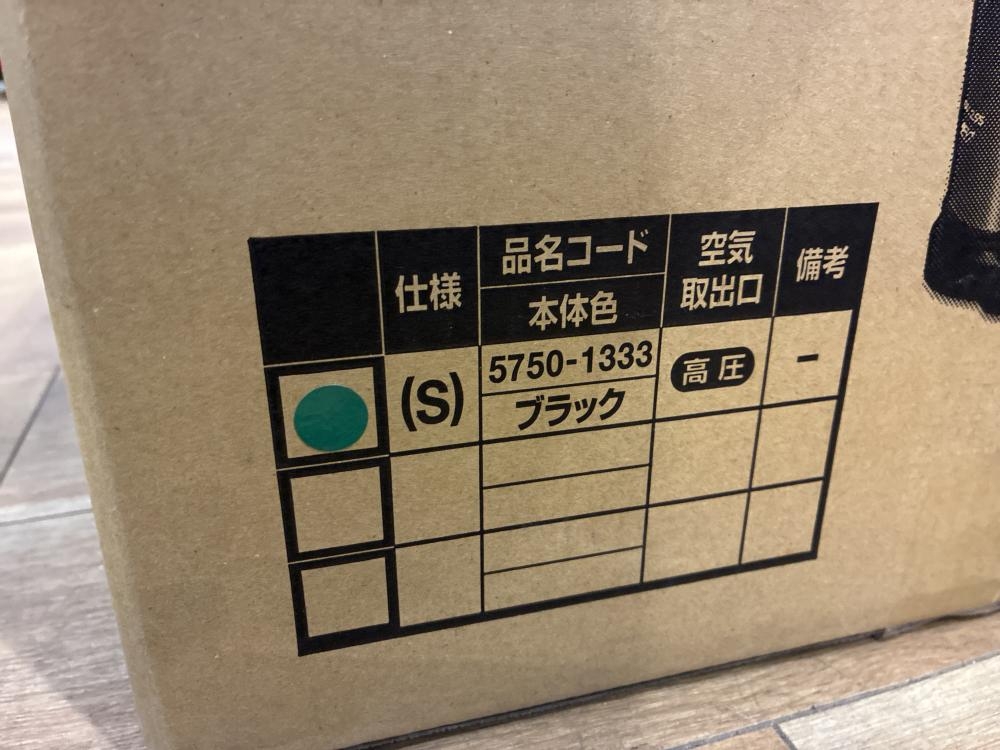 仕様
品名コード
本体色
空気
取出口
備考
(S)
5750-1333
ブラック
高圧
ー